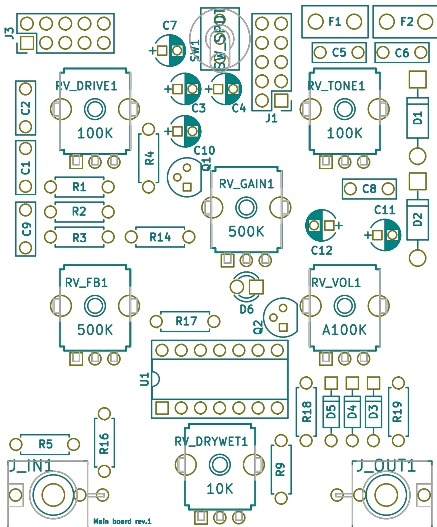 J3
C7
SW1
SW_SPDT
F1
F2
C5
C6
RV_DRIVE1
100K
C3
C4
J1
RV_TONE1
100K
D1
C2
C10
R4
Q1
C1
R1
RV_GAIN1
500K
C8
D2
R2
C11
C9
R3
R14
C12
RV_FB1
500K
D6
RV_VOL1
A100K
R17
Q2
U1
R18
D5
D4
D3
R19
R5
R16
RV_DRYWET1
10K
R9
J_IN1
J_OUT1
Main board rev.1